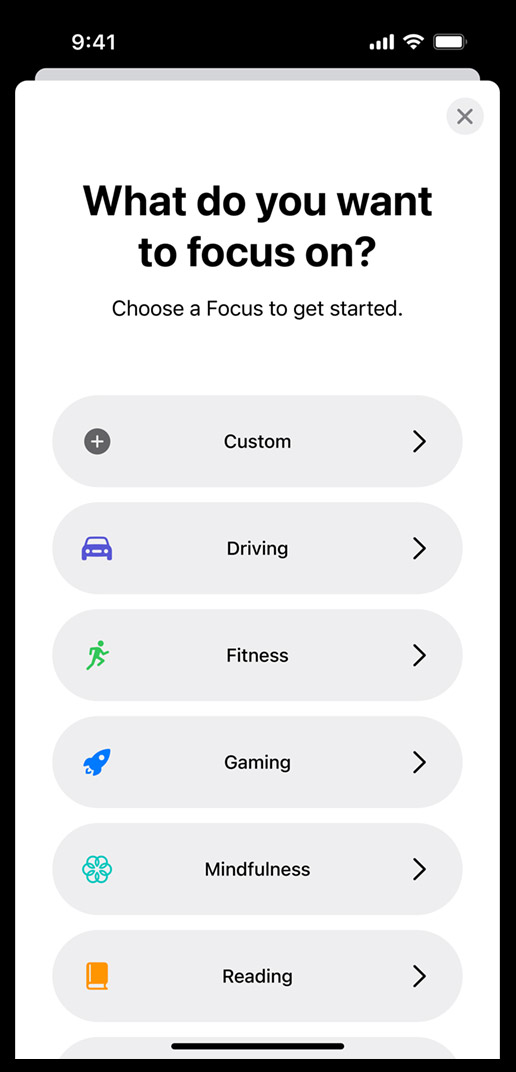 9:41
What do you want
to focus on?
Choose a Focus to get started.
Custom
Driving
Fitness
Gaming
Mindfulness
Reading